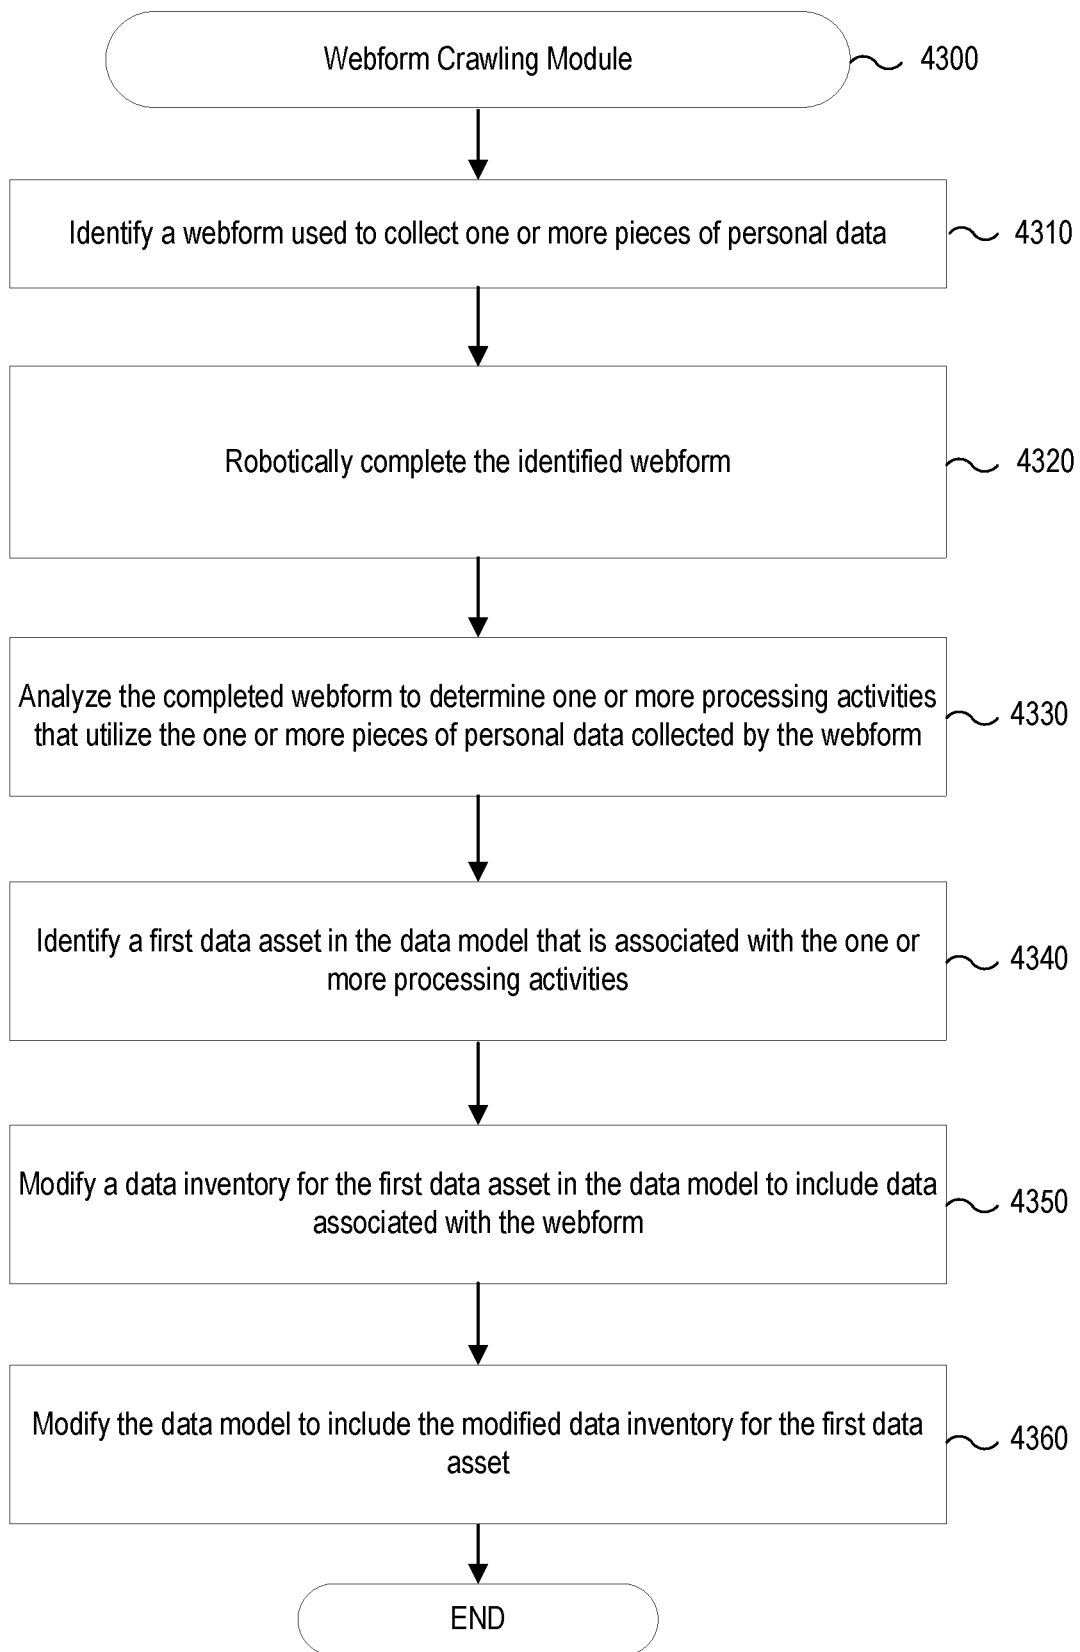 Webform Crawling Module
4300
Identify a webform used to collect one or more pieces of personal data
4310
Robotically complete the identified webform
4320
Analyze the completed webform to determine one or more processing activities
that utilize the one or more pieces of personal data collected by the webform
4330
Identify a first data asset in the data model that is associated with the one or
more processing activities
4340
Modify a data inventory for the first data asset in the data model to include data
associated with the webform
4350
Modify the data model to include the modified data inventory for the first data
asset
4360
END